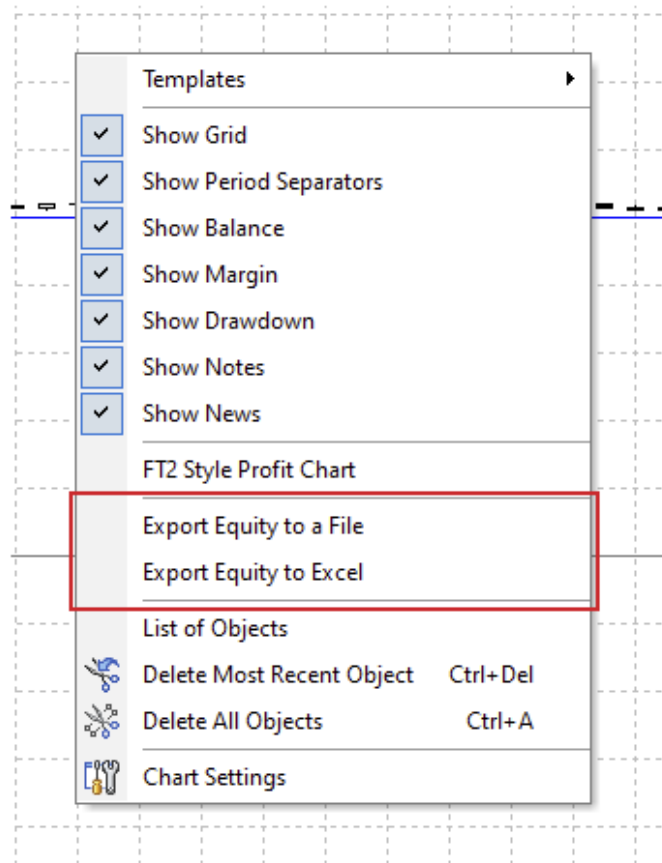 Templates
Show Grid
Show Period Separators
Show Balance
Show Margin
Show Drawdown
Show Notes
Show News
FT2 Style Profit Chart
Export Equity to a File
Export Equity to Excel
List of Objects
Delete Most Recent Object Ctrl+Del
Delete All Objects Ctrl+A
Chart Settings